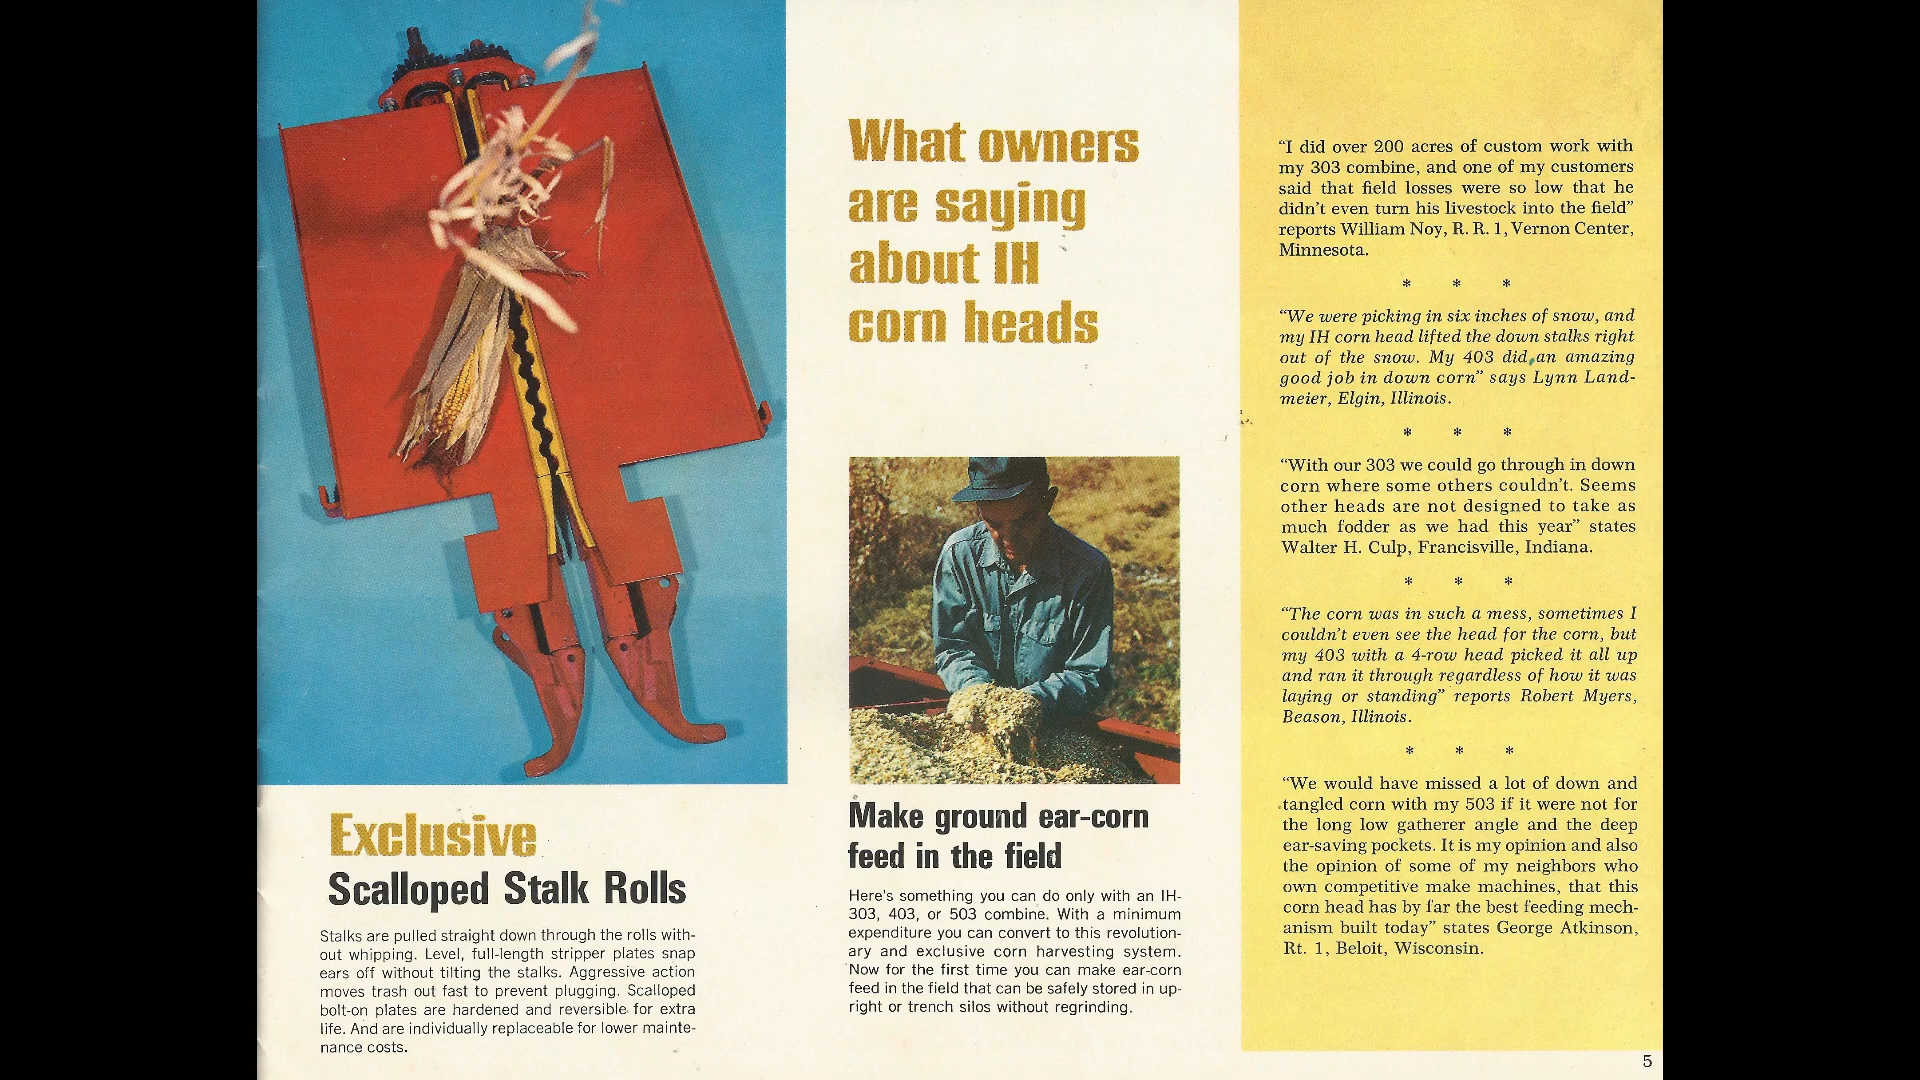 Exclusive
Scalloped Stalk Rolls
Stalks are pulled straight down through the rolls with-
out whipping. Level, full-length stripper plates snap
ears off without tilting the stalks. Aggressive action
moves trash out fast to prevent plugging. Scalloped
bolt-on plates are hardened and reversible for extra
life. And are individually replaceable for lower mainte-
nance costs.
What owners
are saying
about IH
corn heads
Make ground ear-corn
feed in the field
Here's something you can do only with an IH-
303, 403, or 503 combine. With a minimum
expenditure you can convert to this revolution-
ary and exclusive corn harvesting system.
Now for the first time you can make ear-corn
feed in the field that can be safely stored in up-
right or trench silos without regrinding.
“I did over 200 acres of custom work with
my 303 combine, and one of my customers
said that field losses were so low that he
didn’t even turn his livestock into the field”
reports William Noy, R. R. 1, Vernon Center,
Minnesota.
* * *
“We were picking in six inches of snow, and
my IH corn head lifted the down stalks right
out of the snow. My 403 did an amazing
good job in down corn” says Lynn Land-
meier, Elgin, Illinois.
* * *
“With our 303 we could go through in down
corn where some others couldn’t. Seems
other heads are not designed to take as
much fodder as we had this year” states
Walter H. Culp, Francisville, Indiana.
* * *
“The corn was in such a mess, sometimes I
couldn’t even see the head for the corn, but
my 403 with a 4-row head picked it all up
and ran it through regardless of how it was
laying or standing” reports Robert Myers,
Beason, Illinois.
* * *
“We would have missed a lot of down and
tangled corn with my 503 if it were not for
the long low gatherer angle and the deep
ear-saving pockets. It is my opinion and also
the opinion of some of my neighbors who
own competitive make machines, that this
corn head has by far the best feeding mech-
anism built today” states George Atkinson,
Rt. 1, Beloit, Wisconsin.
5